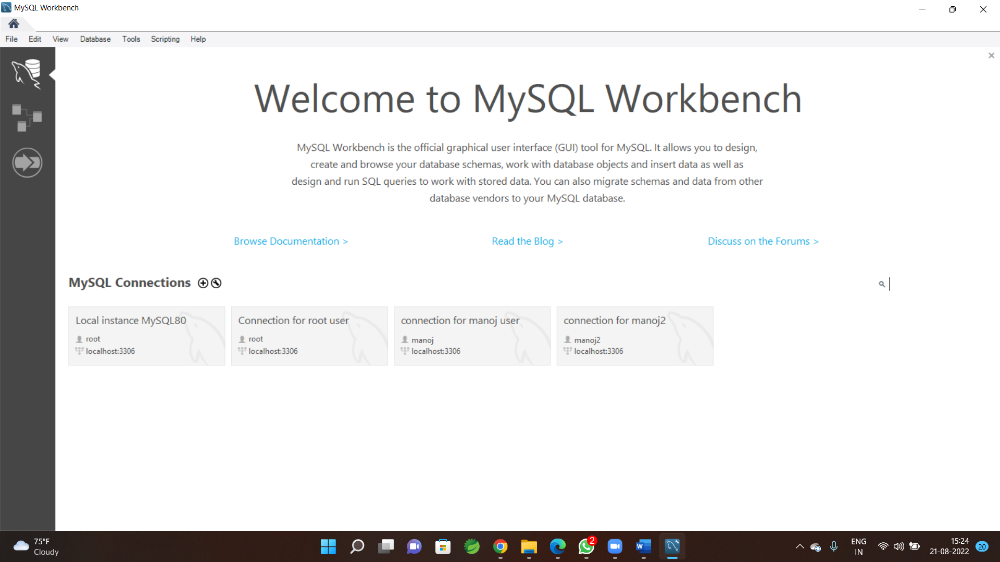 MySQL Workbench
File Edit View Database Tools Scripting Help
Welcome to MySQL Workbench
MySQL Workbench is the official graphical user interface (GUI) tool for MySQL. It allows you to design,
create and browse your database schemas, work with database objects and insert data as well as
design and run SQL queries to work with stored data. You can also migrate schemas and data from other
database vendors to your MySQL database.
Browse Documentation > Read the Blog > Discuss on the Forums >
MySQL Connections
Local instance MySQL80
root
localhost:3306
Connection for root user
root
localhost:3306
connection for manoj user
manoj
localhost:3306
connection for manoj2
manoj2
localhost:3306
75°F
Cloudy
2
W
ENG
IN
15:24
21-08-2022
20